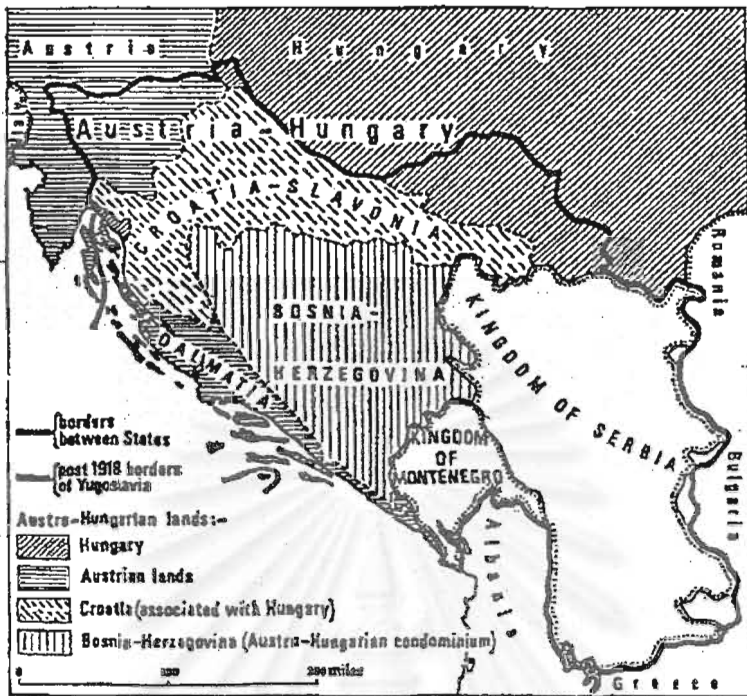 Austria
Hungary
Austria-Hungary
CROATIA-SLAVONIA
Romania
BOSNIA-
HERZEGOVINA
KINGDOM OF SERBIA
DALMATIA
KINGDOM
OF
MONTENEGRO
Bulgaria
Albania
Greece
borders
between States
post 1918 borders
of Yugoslavia
Austro-Hungarian lands:-
Hungary
Austrian lands
Croatia (associated with Hungary)
Bosnia-Herzegovina (Austro-Hungarian condominium)
0 100 200 miles